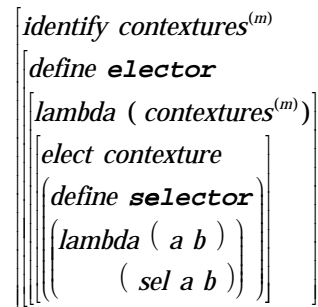 identify contextures⁽ᵐ⁾
define elector
lambda ( contextures⁽ᵐ⁾)
elect contexture
define selector
lambda ( a b )
( sel a b )